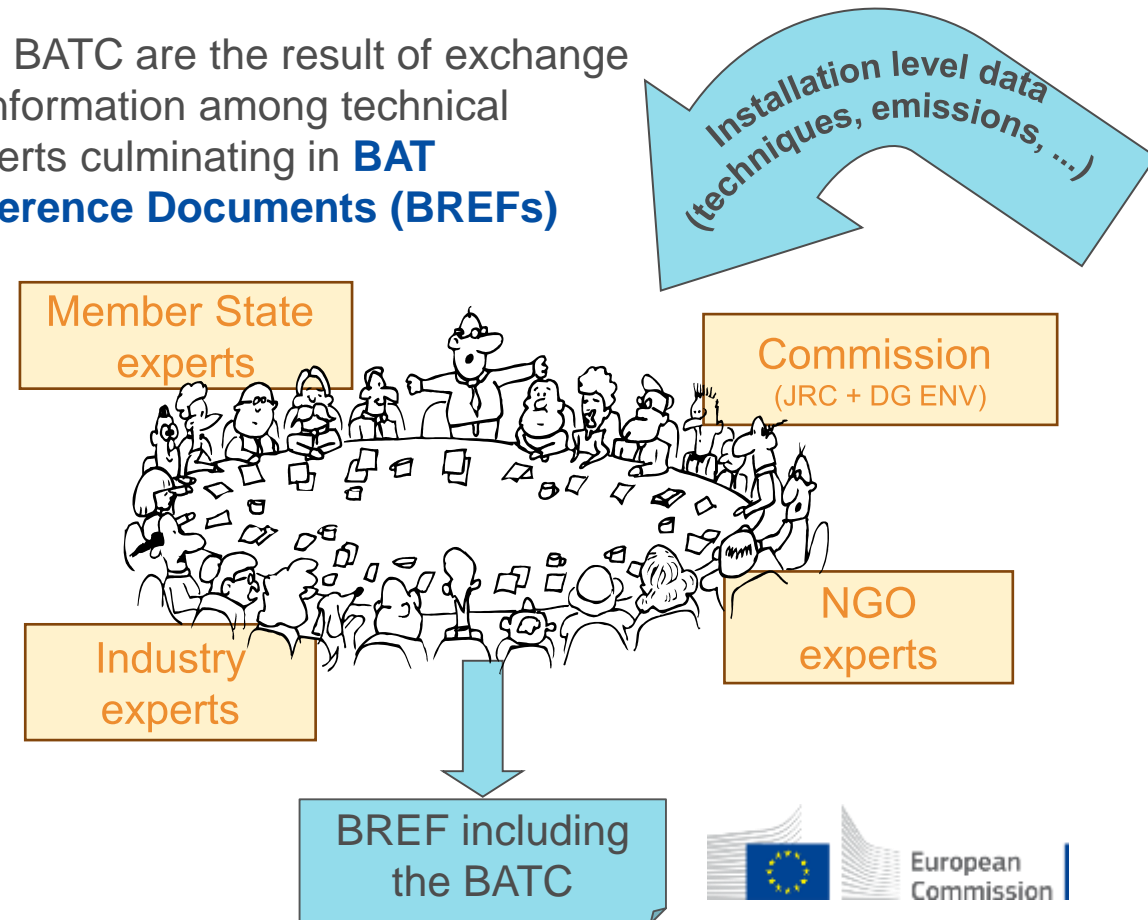 BATC are the result of exchange
nformation among technical
erts culminating in BAT
erence Documents (BREFs)
Installation level data
(techniques, emissions, ...)
Member State
experts
Commission
(JRC + DG ENV)
Industry
experts
NGO
experts
BREF including
the BATC
European
Commission